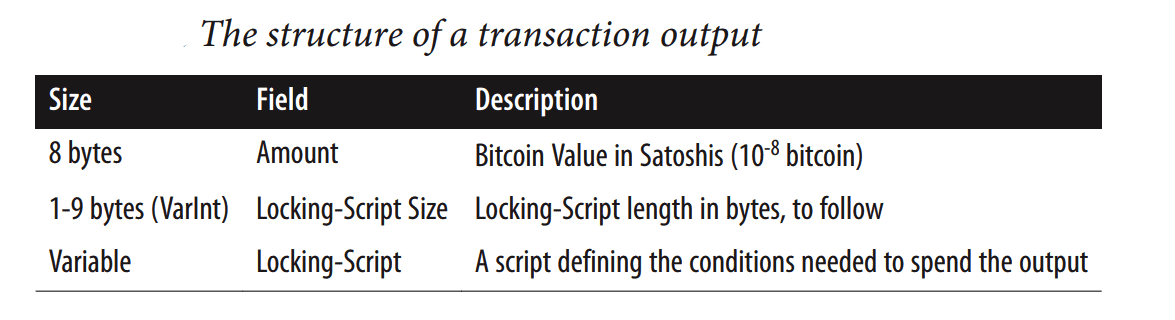 The structure of a transaction output
Size Field Description
8 bytes Amount Bitcoin Value in Satoshis (10⁻⁸ bitcoin)
1-9 bytes (VarInt) Locking-Script Size Locking-Script length in bytes, to follow
Variable Locking-Script A script defining the conditions needed to spend the output